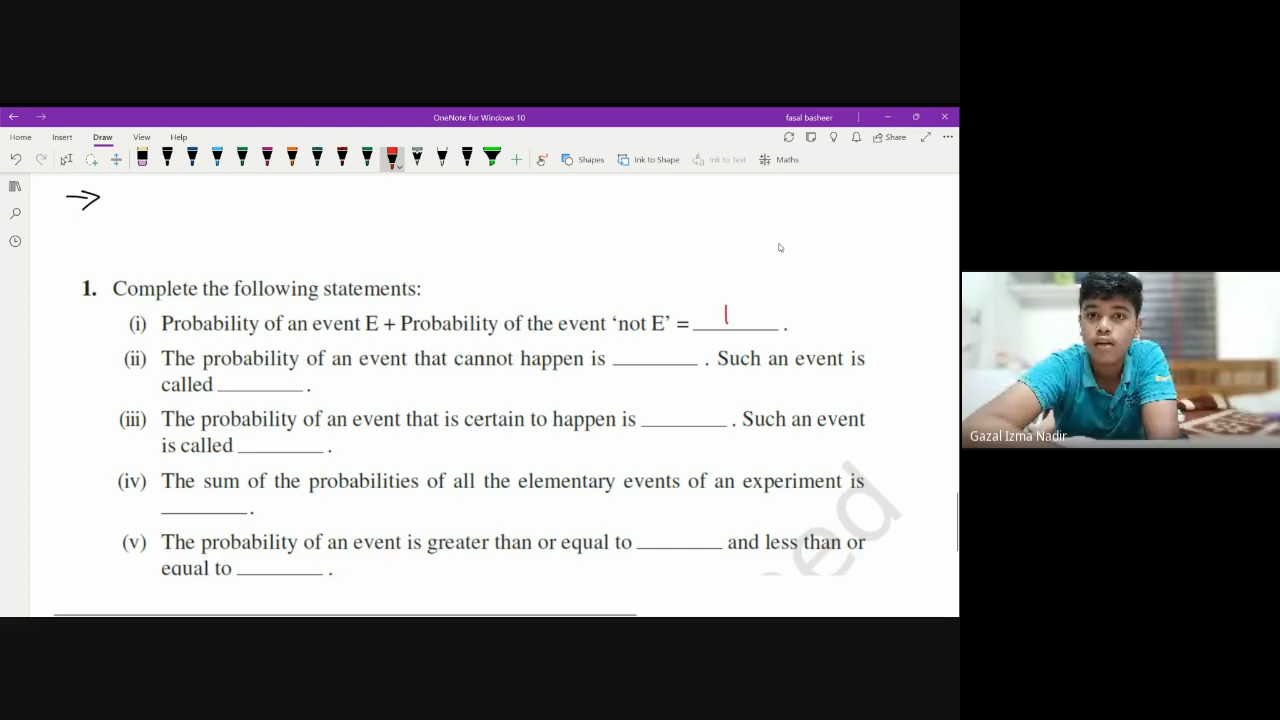 OneNote for Windows 10
fasal basheer
Home Insert Draw View Help
Share
Shapes Ink to Shape Ink to Text Maths
1. Complete the following statements:
(i) Probability of an event E + Probability of the event ‘not E’ = 1 .
(ii) The probability of an event that cannot happen is ________ . Such an event is
called ________ .
(iii) The probability of an event that is certain to happen is ________ . Such an event
is called ________ .
(iv) The sum of the probabilities of all the elementary events of an experiment is
________ .
(v) The probability of an event is greater than or equal to ________ and less than or
equal to ________ .
Gazal Izma Nadir